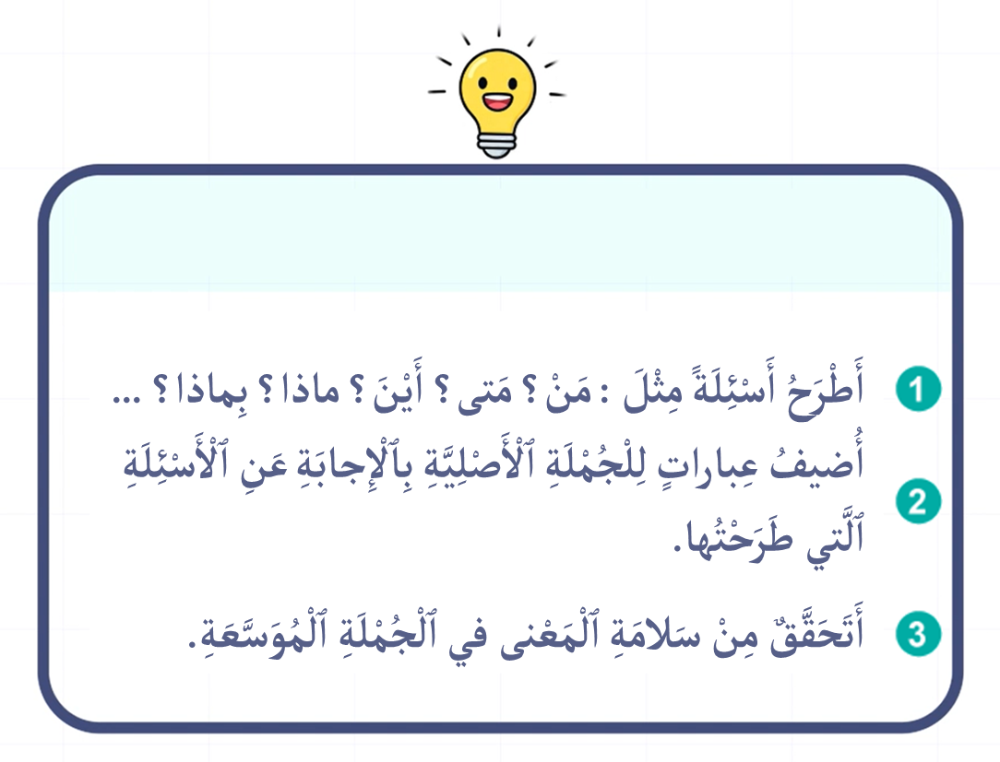 1 أَطْرَحُ أَسْئِلَةً مِثْلَ : مَنْ ؟ مَتى ؟ أَيْنَ ؟ ماذا ؟ بِماذا ؟ ...
2 أُضيفُ عِباراتٍ لِلْجُمْلَةِ ٱلْأَصْلِيَّةِ بِٱلْإِجابَةِ عَنِ ٱلْأَسْئِلَةِ
ٱلَّتي طَرَحْتُها.
3 أَتَحَقَّقٌ مِنْ سَلامَةِ ٱلْمَعْنى في ٱلْجُمْلَةِ ٱلْمُوَسَّعَةِ.